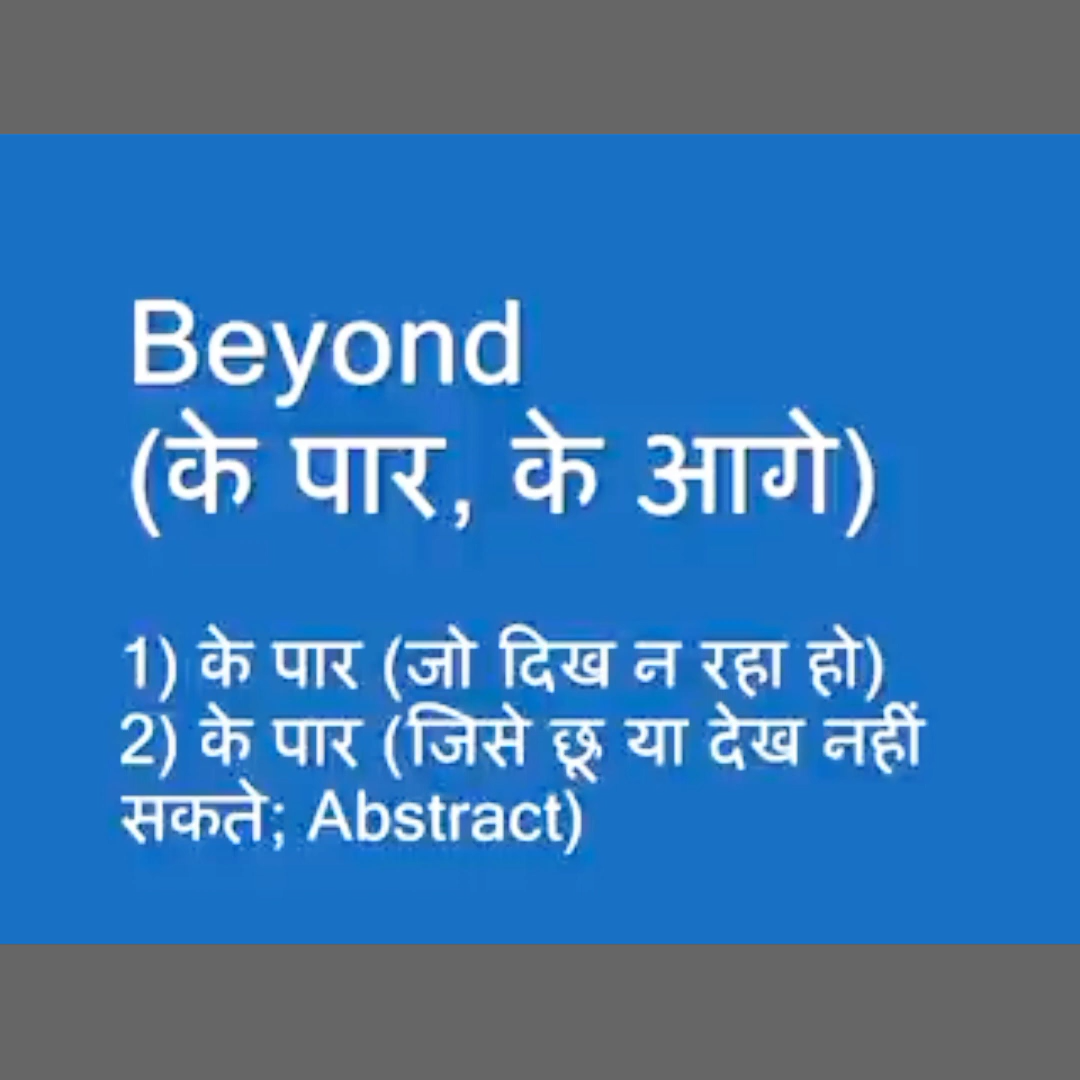 Beyond
(के पार, के आगे)
1) के पार (जो दिख न रहा हो)
2) के पार (जिसे छू या देख नहीं
सकते; Abstract)